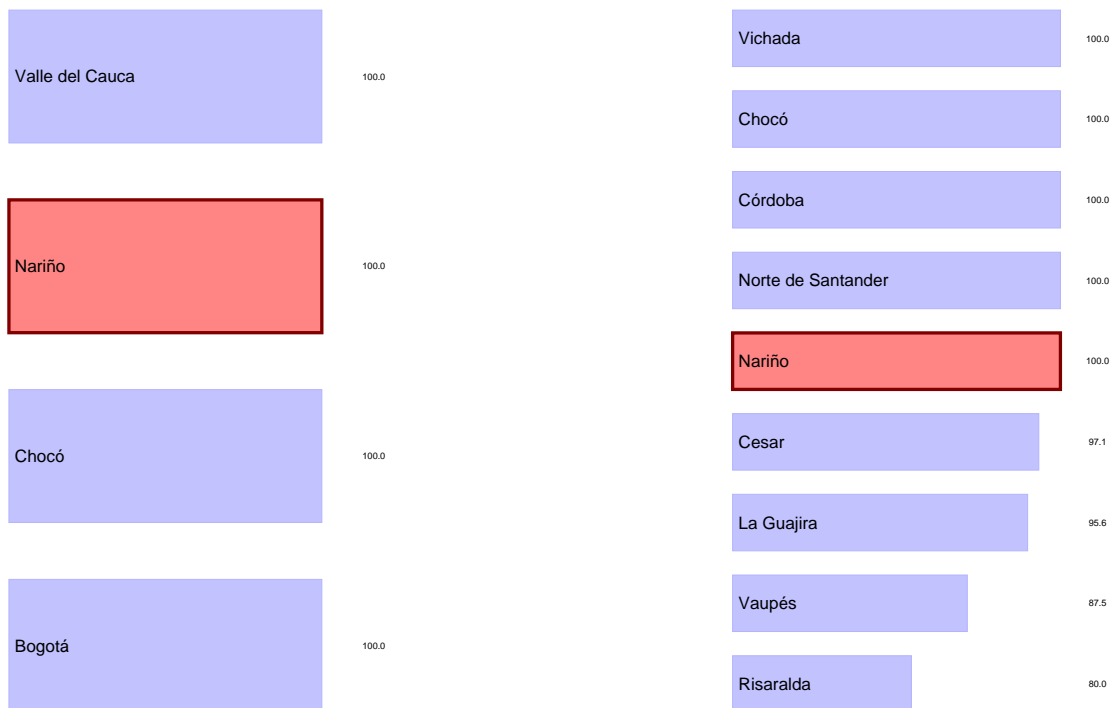 Valle del Cauca 100.0
Nariño 100.0
Chocó 100.0
Bogotá 100.0
Vichada 100.0
Chocó 100.0
Córdoba 100.0
Norte de Santander 100.0
Nariño 100.0
Cesar 97.1
La Guajira 95.6
Vaupés 87.5
Risaralda 80.0